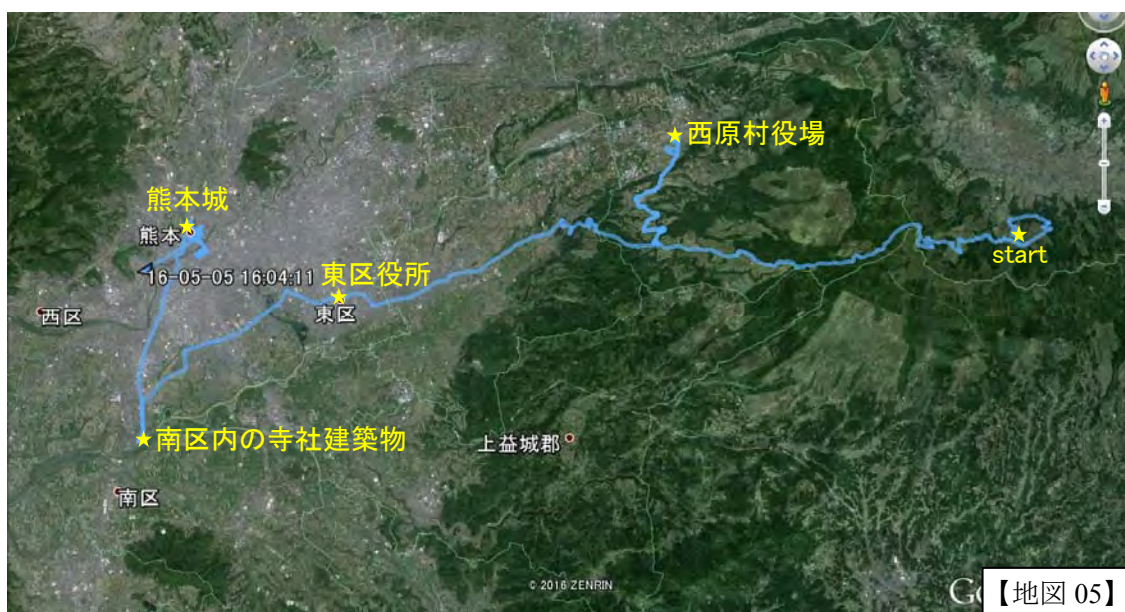 西原村役場
熊本城
熊本
start
16-05-05 16:04:11
東区役所
東区
西区
南区内の寺社建築物
上益城郡
南区
© 2016 ZENRIN
【地図 05】